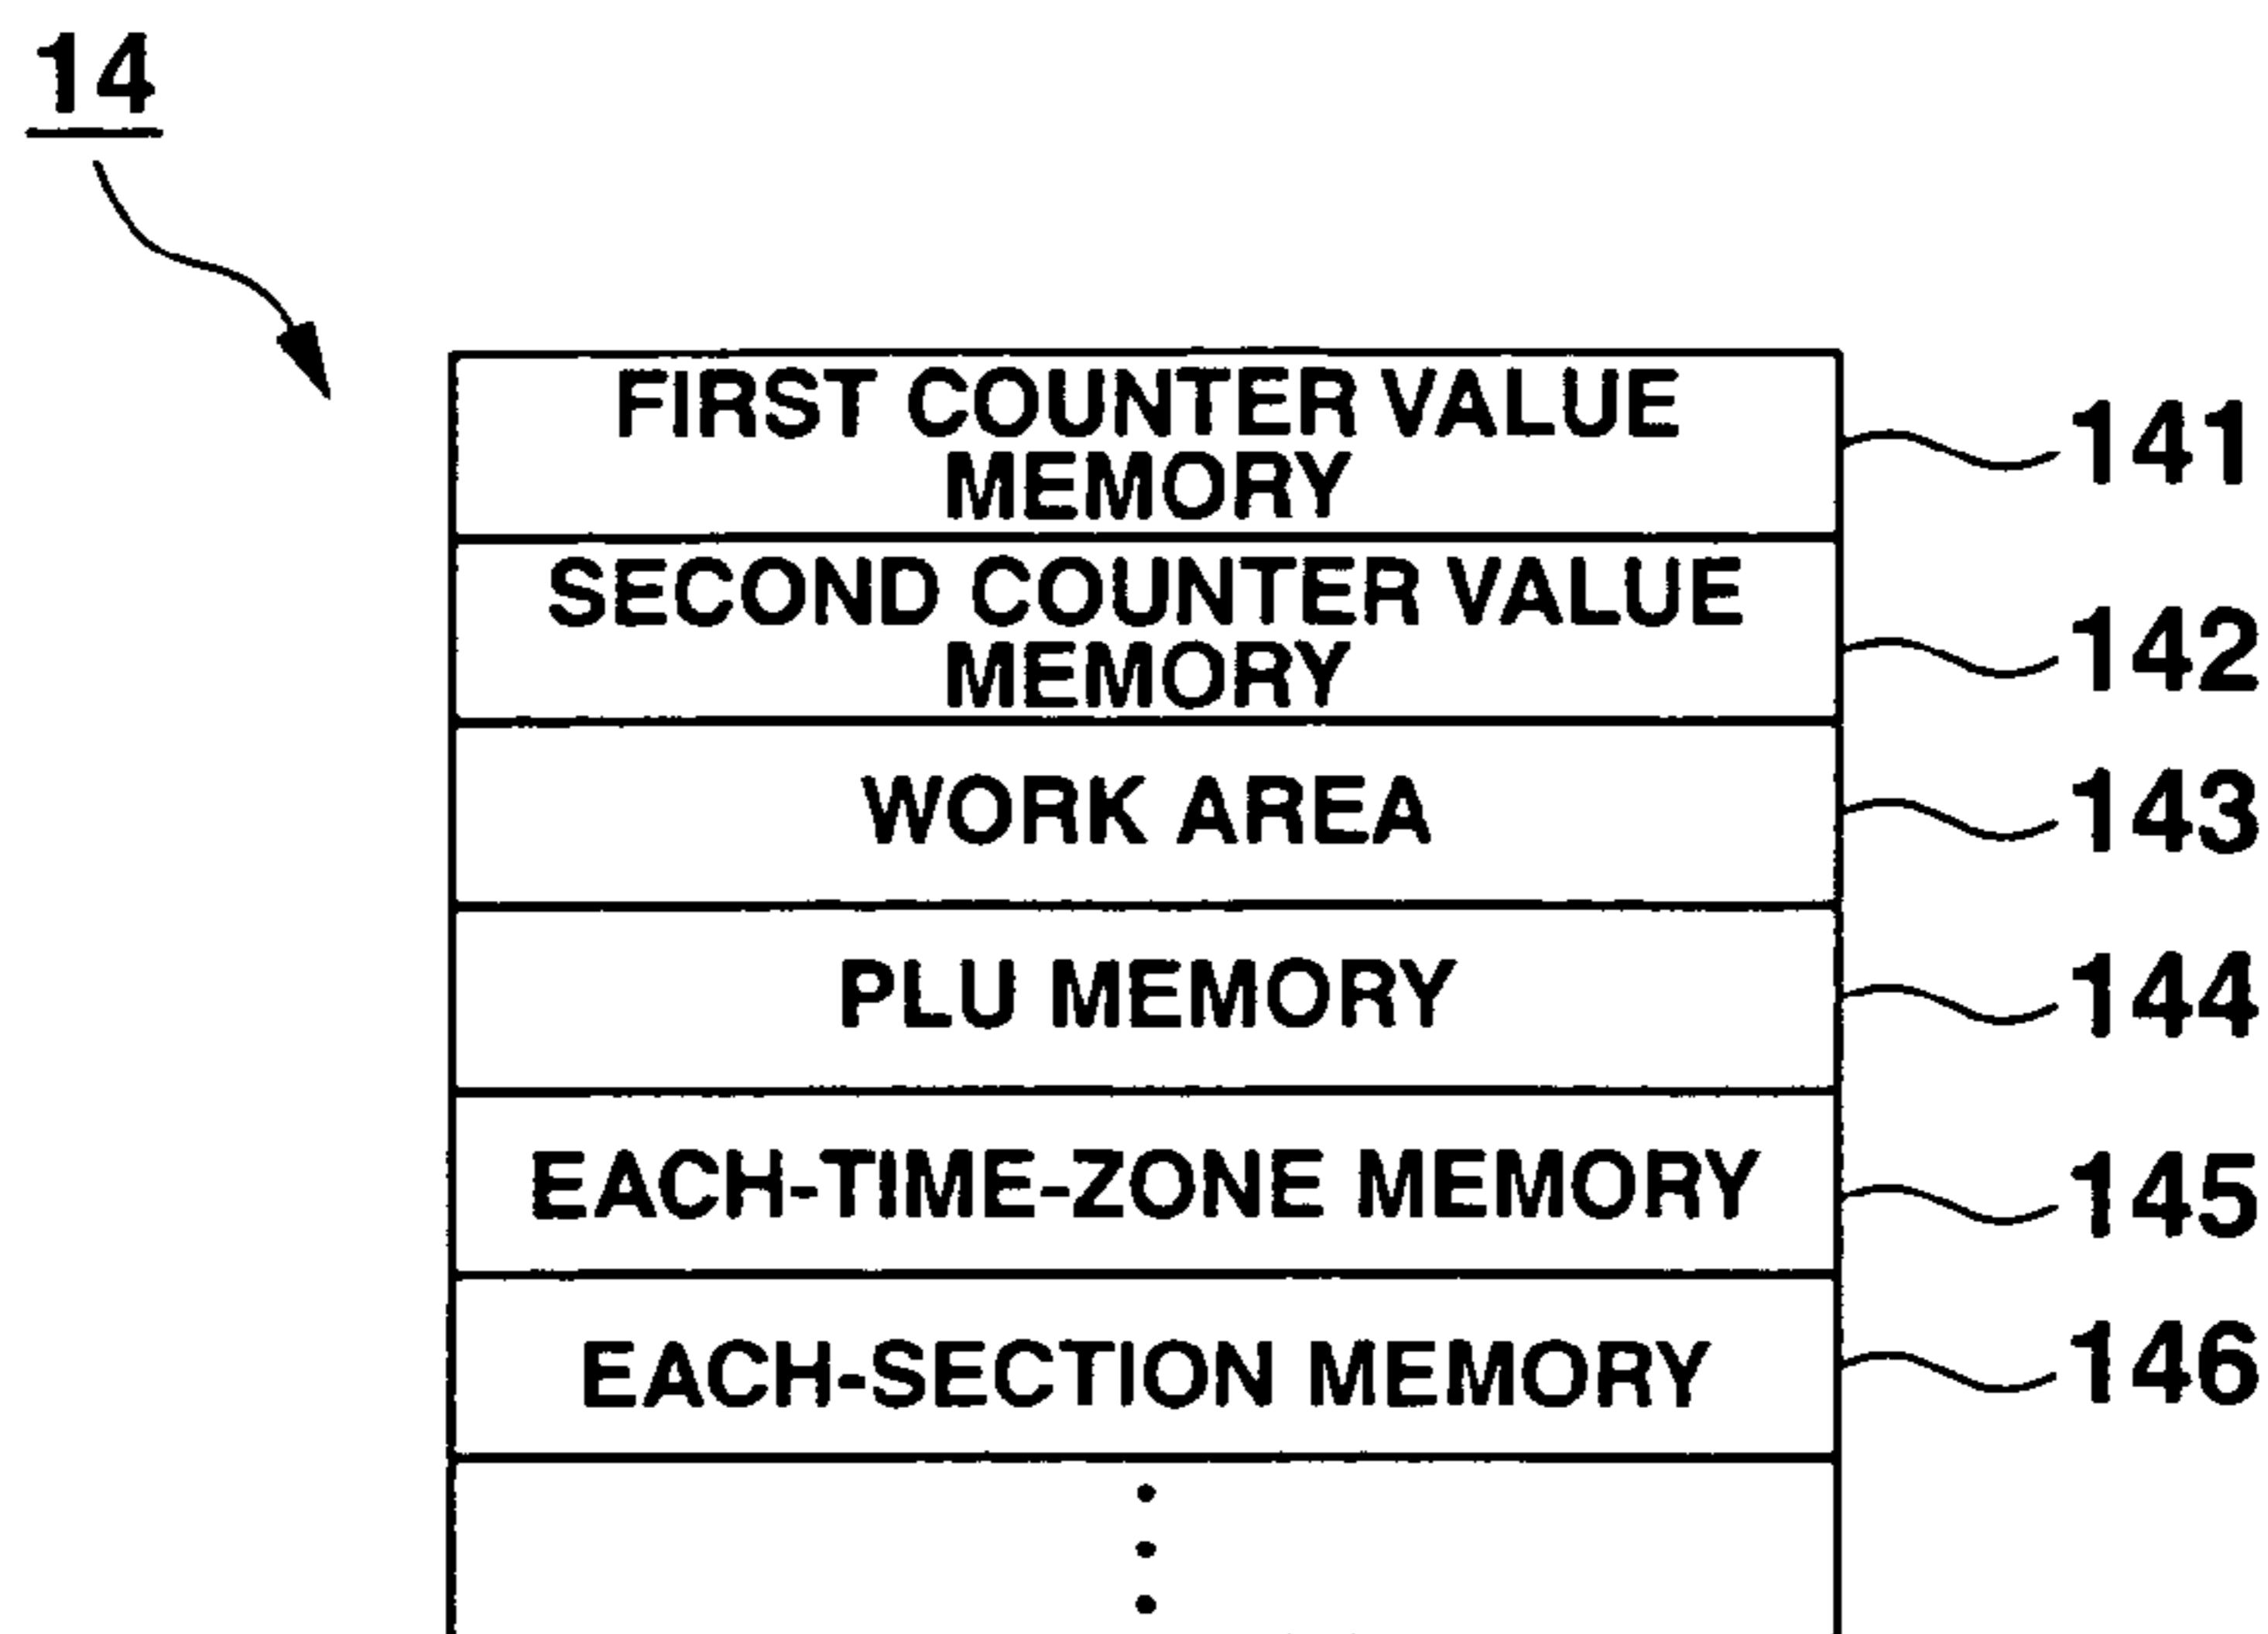 14
FIRST COUNTER VALUE
MEMORY
141
SECOND COUNTER VALUE
MEMORY
142
WORK AREA
143
PLU MEMORY
144
EACH-TIME-ZONE MEMORY
145
EACH-SECTION MEMORY
146